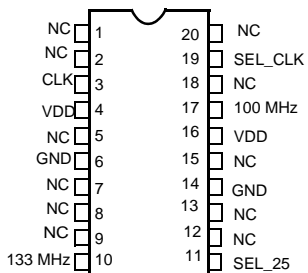 NC 1 20 NC
NC 2 19 SEL_CLK
CLK 3 18 NC
VDD 4 17 100 MHz
NC 5 16 VDD
GND 6 15 NC
NC 7 14 GND
NC 8 13 NC
NC 9 12 NC
133 MHz 10 11 SEL_25